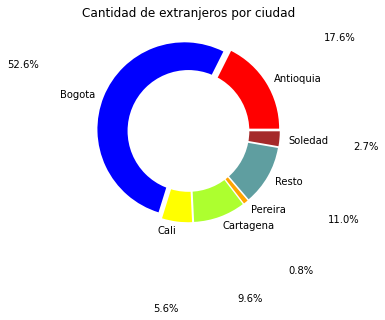 Cantidad de extranjeros por ciudad
17.6%
52.6%
Antioquia
Bogota
Soledad
2.7%
Resto
Pereira
11.0%
Cartagena
Cali
0.8%
9.6%
5.6%